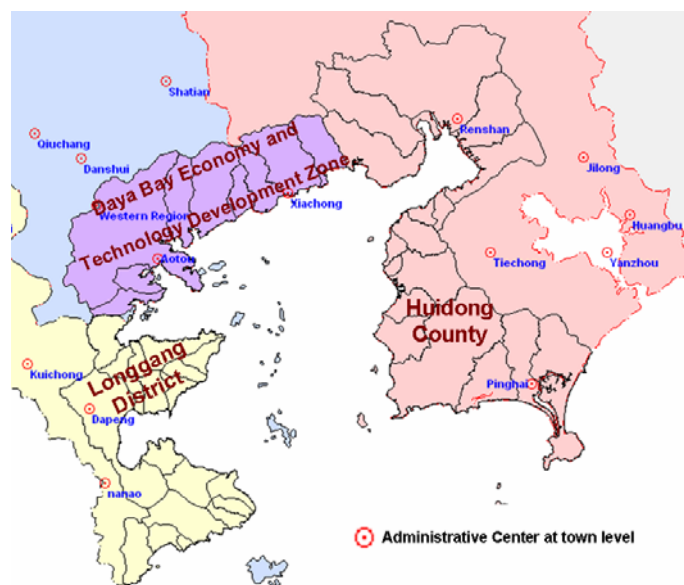 Shatian
Qiuchang
Danshui
Daya Bay Economy and
Technology Development Zone
Western Region
Xiachong
Aotou
Renshan
Jilong
Huangbu
Tiechong
Yanzhou
Huidong
County
Kuichong
Longgang
District
Pinghai
Dapeng
nanao
Administrative Center at town level